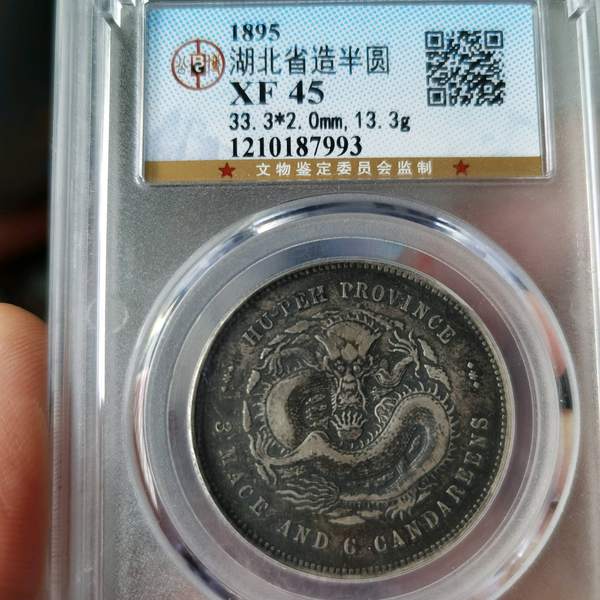 1895
湖北省造半圆
XF 45
33.3*2.0mm,13.3g
1210187993
★ 文物鉴定委员会监制 ★
HU-PEH PROVINCE
3 MACE AND 6 CANDAREENS